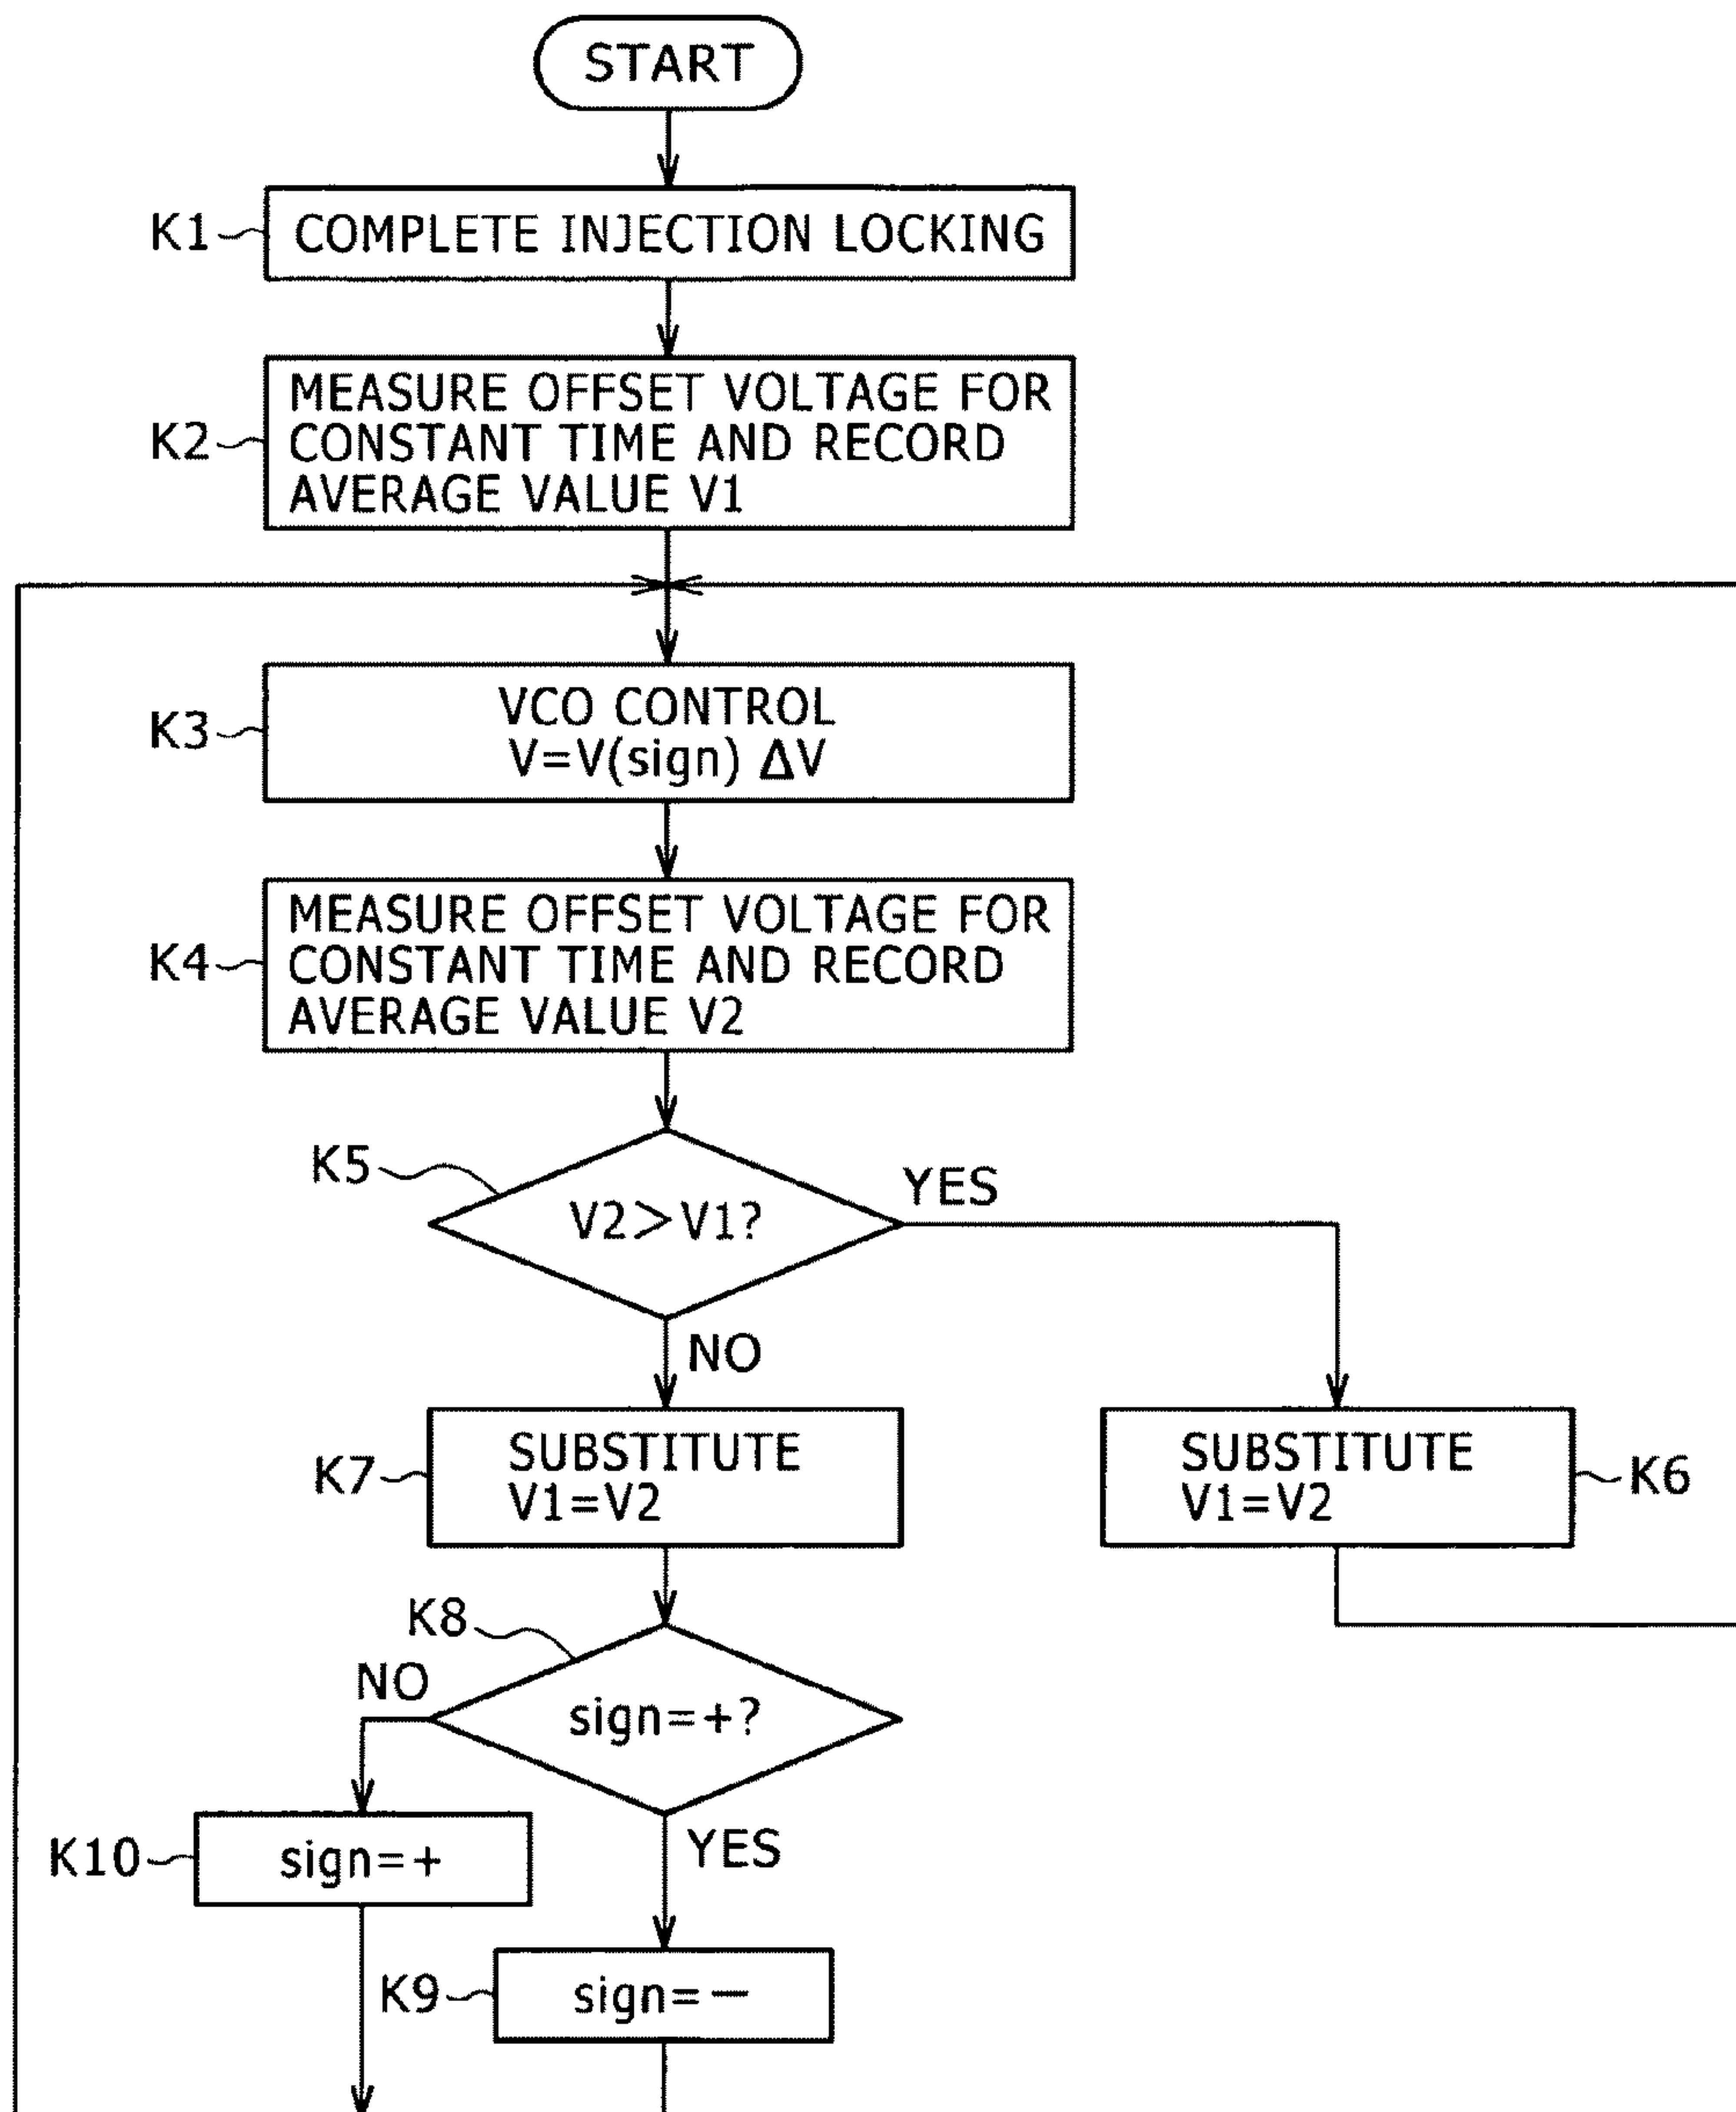 START
K1
COMPLETE INJECTION LOCKING
K2
MEASURE OFFSET VOLTAGE FOR
CONSTANT TIME AND RECORD
AVERAGE VALUE V1
K3
VCO CONTROL
V=V(sign) ΔV
K4
MEASURE OFFSET VOLTAGE FOR
CONSTANT TIME AND RECORD
AVERAGE VALUE V2
K5
V2>V1?
YES
NO
K7
SUBSTITUTE
V1=V2
SUBSTITUTE
V1=V2
K6
K8
NO
sign=+?
YES
K10
sign=+
K9
sign=−